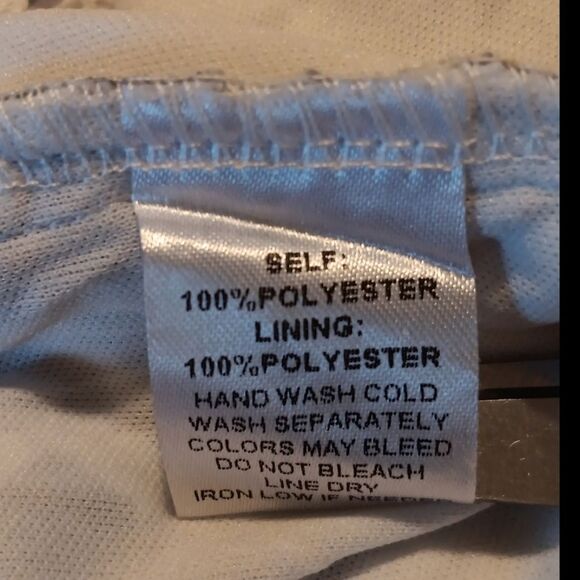 SELF:
100%POLYESTER
LINING:
100%POLYESTER
HAND WASH COLD
WASH SEPARATELY
COLORS MAY BLEED
DO NOT BLEACH
LINE DRY
IRON LOW IF NEEDED